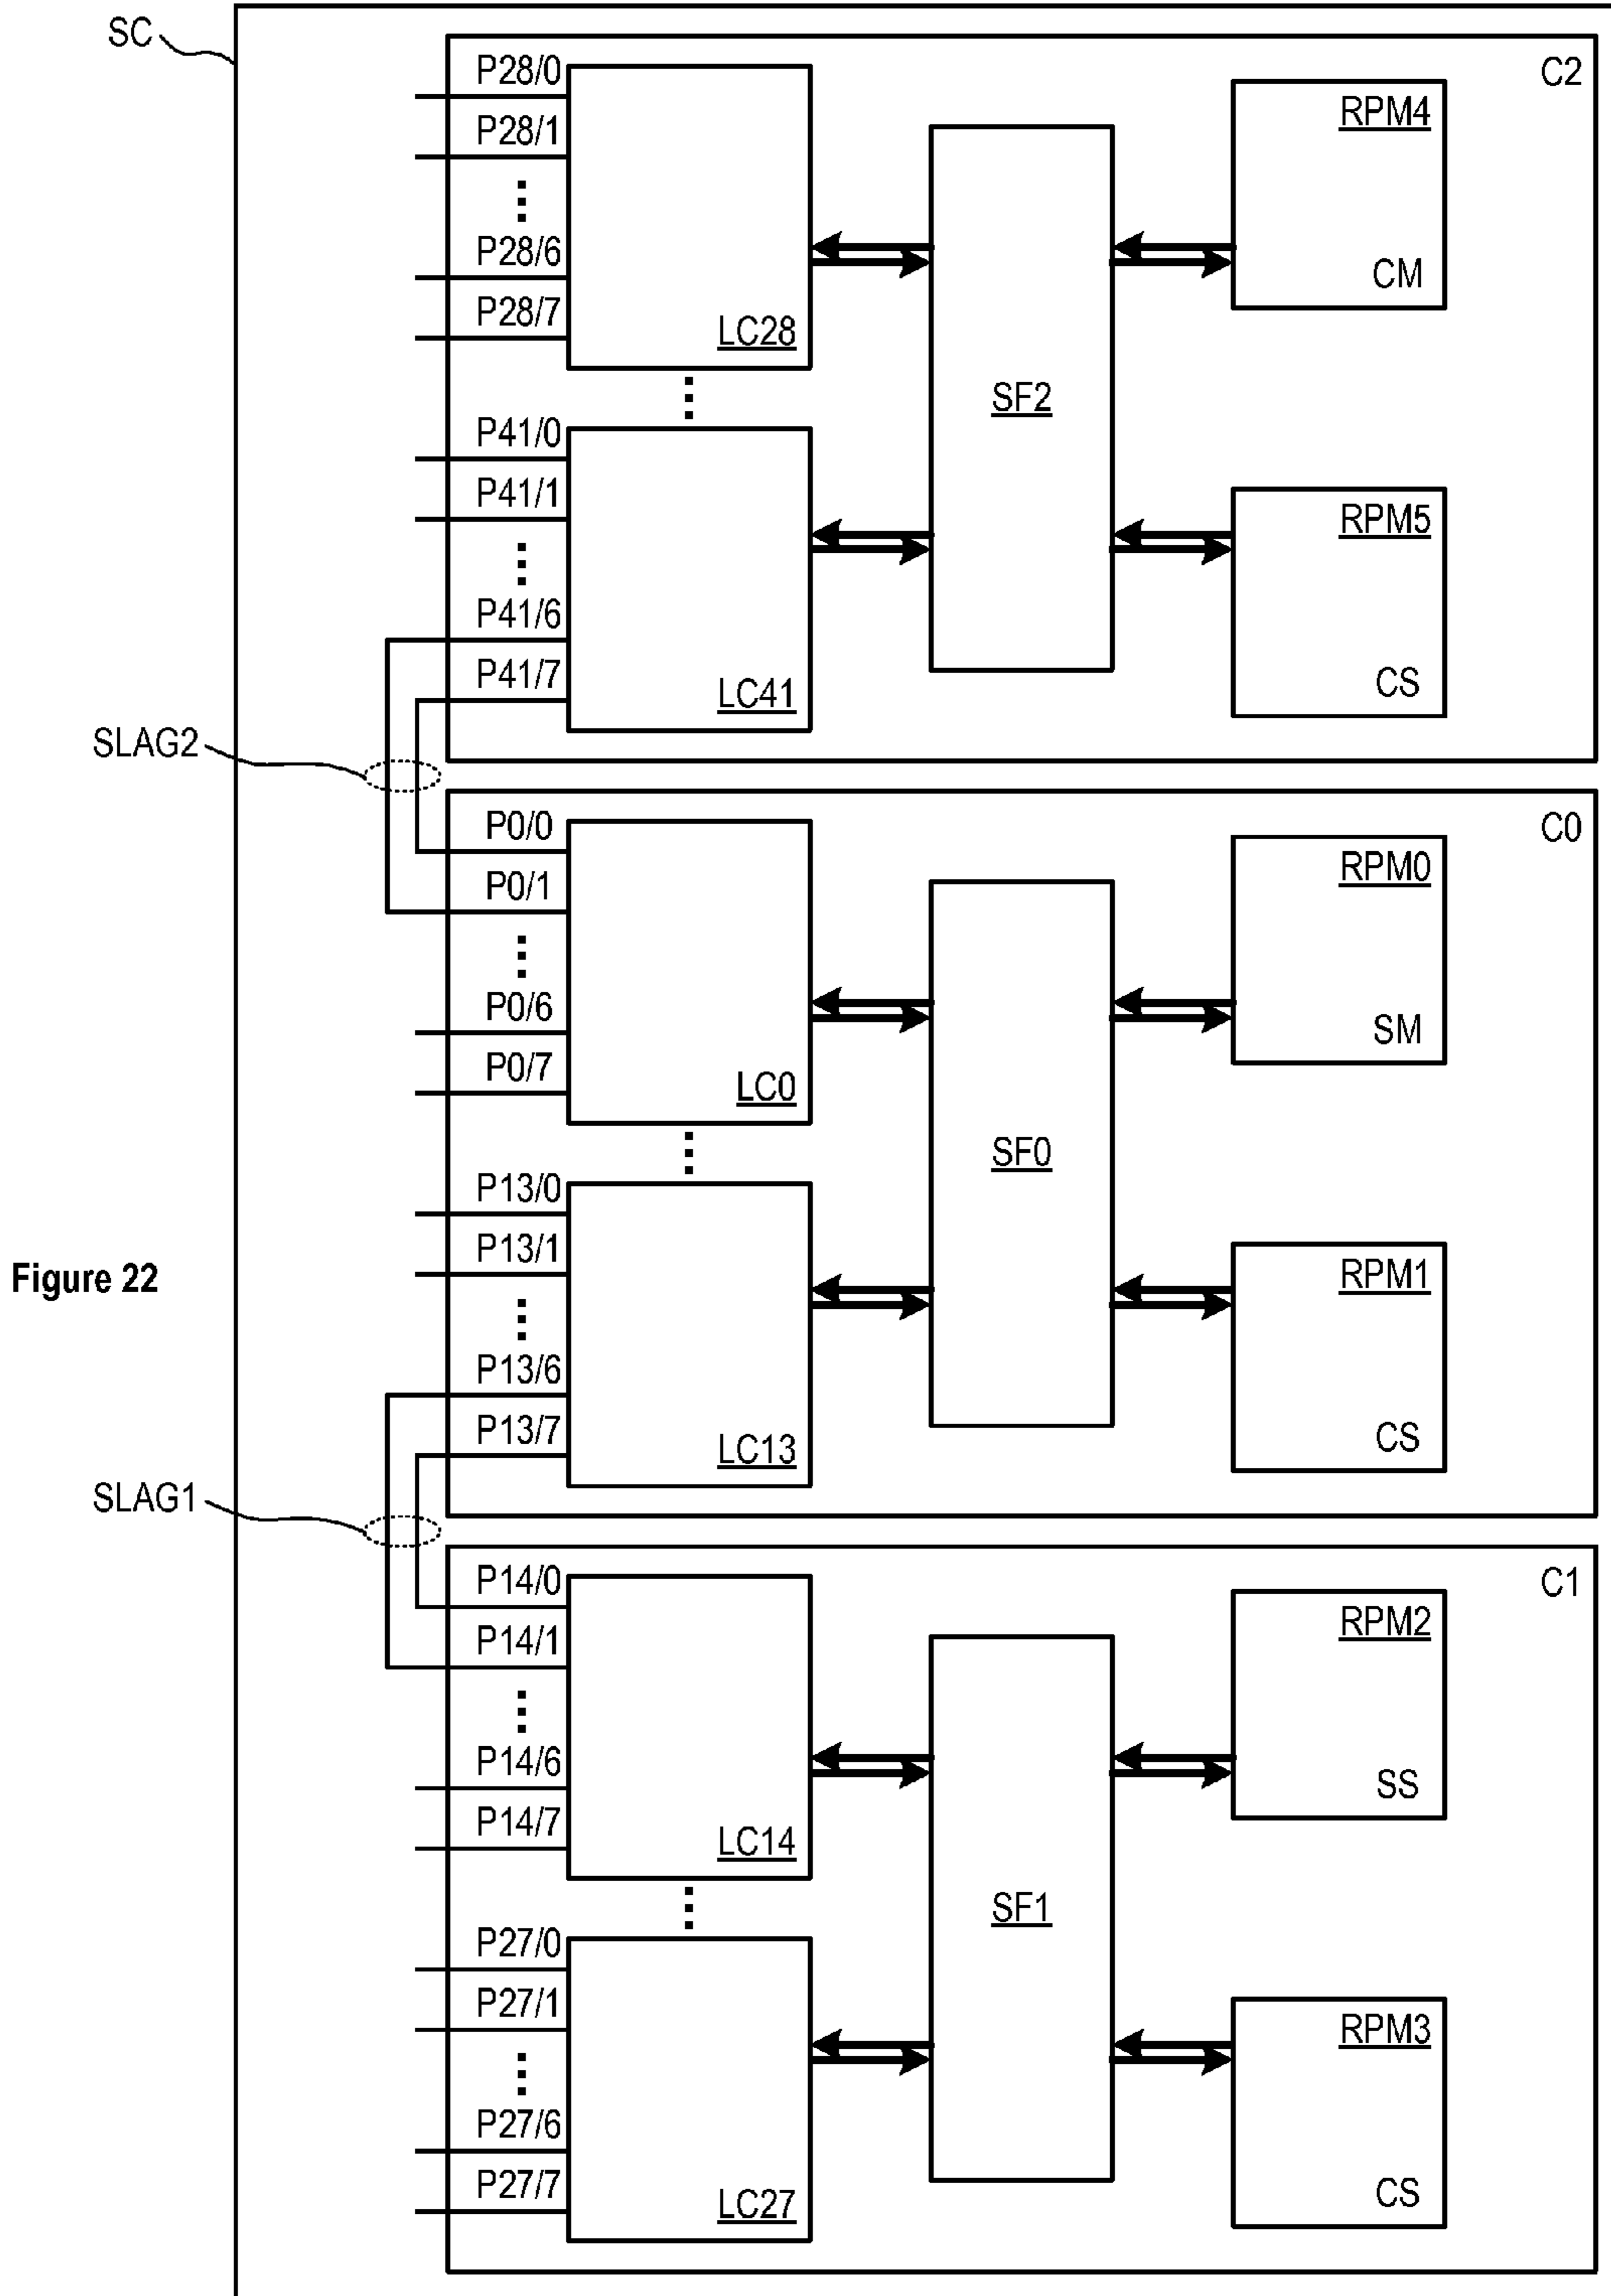 SC
C2
P28/0
P28/1
P28/6
P28/7
LC28
RPM4
CM
SF2
P41/0
P41/1
P41/6
P41/7
LC41
RPM5
CS
SLAG2
C0
P0/0
P0/1
P0/6
P0/7
LC0
RPM0
SM
SF0
P13/0
P13/1
P13/6
P13/7
LC13
RPM1
CS
Figure 22
SLAG1
C1
P14/0
P14/1
P14/6
P14/7
LC14
RPM2
SS
SF1
P27/0
P27/1
P27/6
P27/7
LC27
RPM3
CS